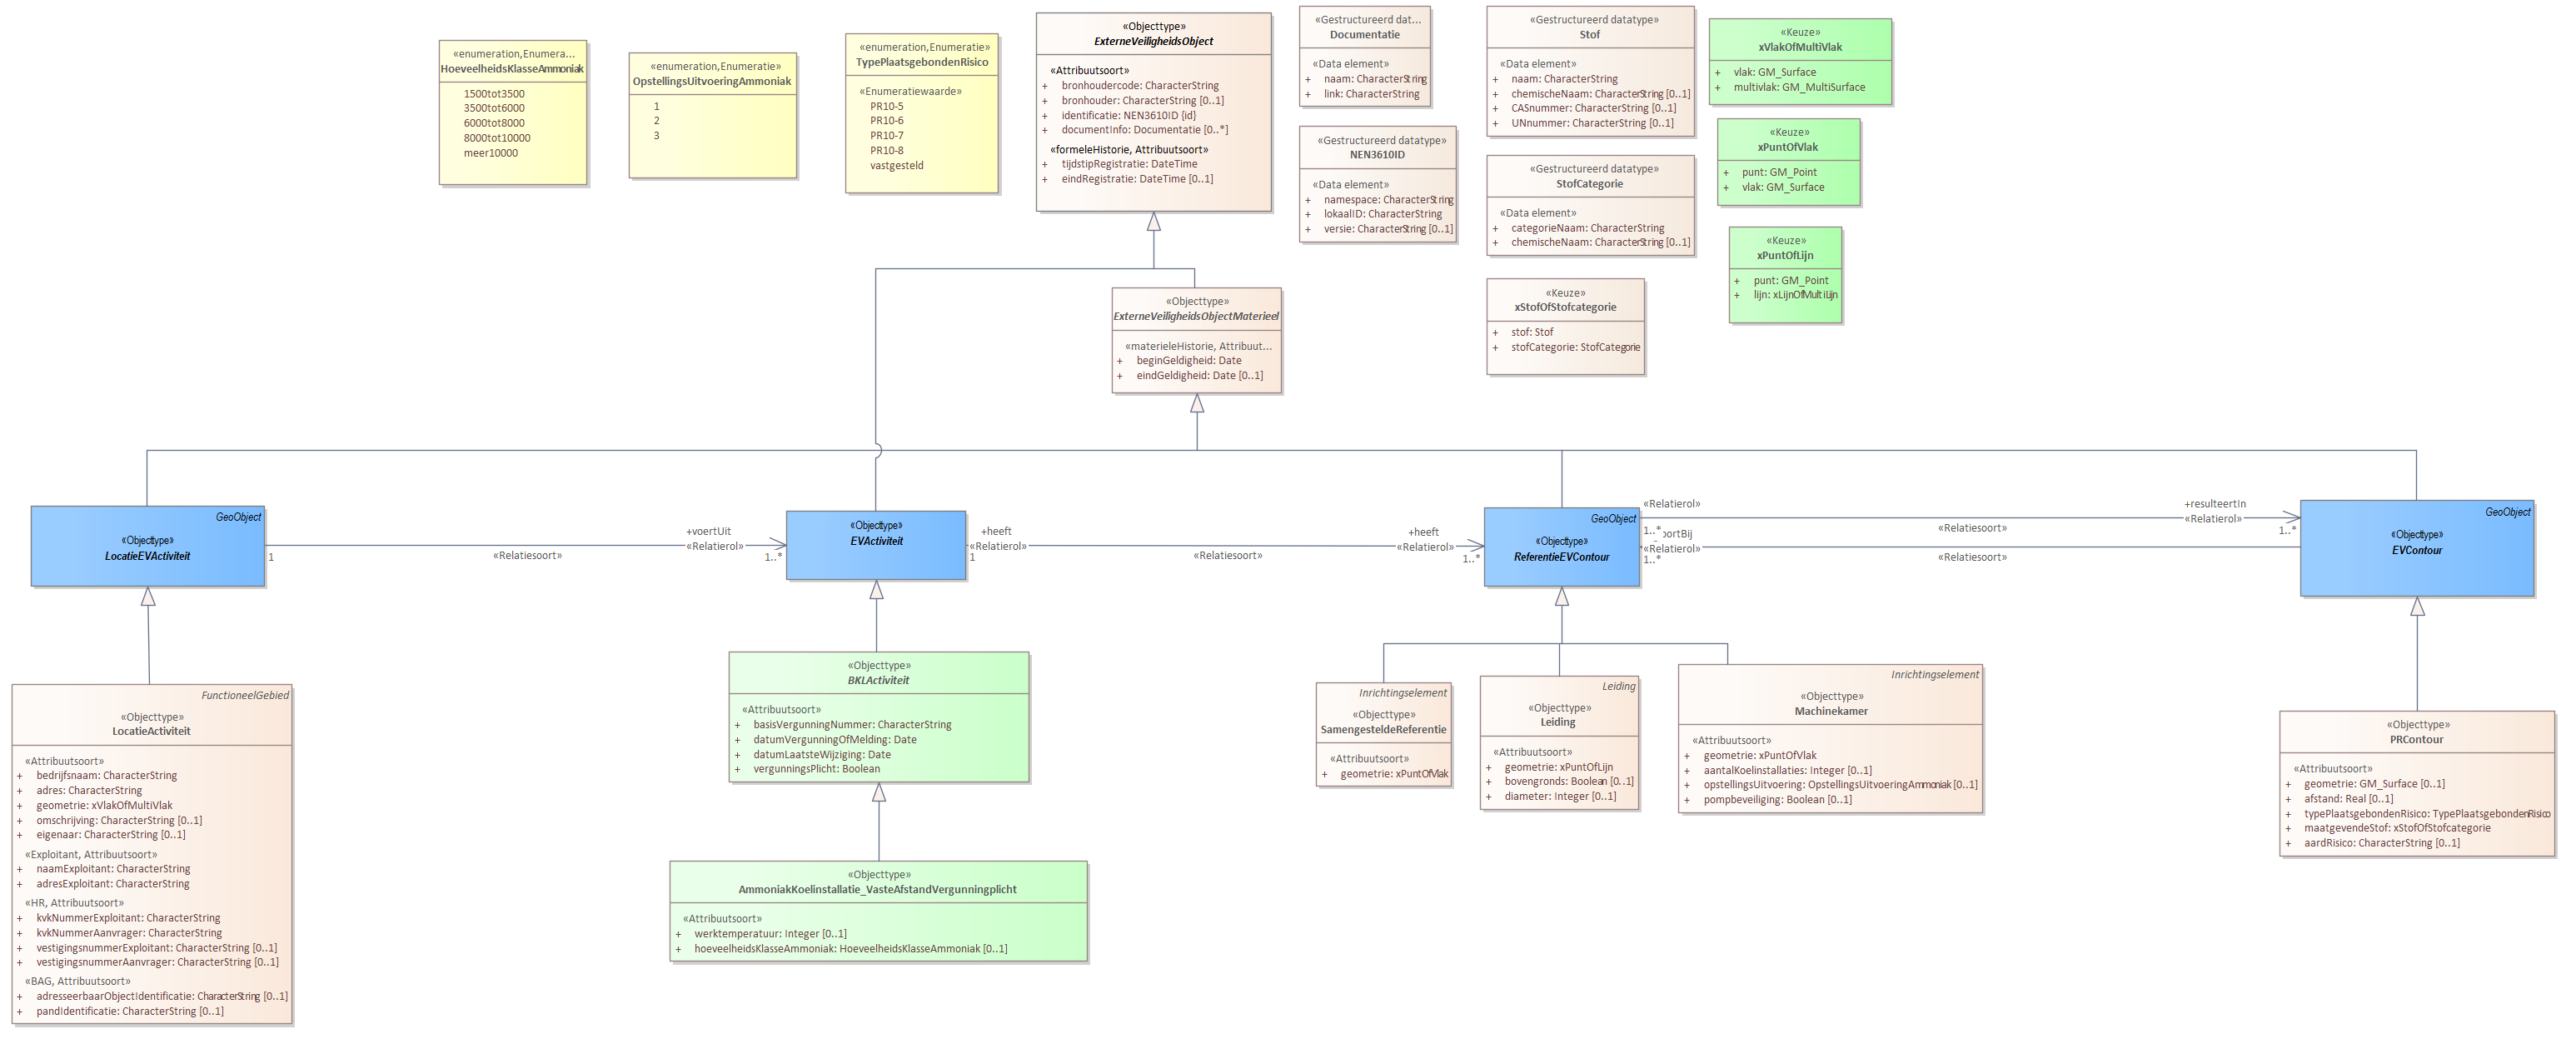 «enumeration,Enumera...
HoeveelheidsKlasseAmmoniak
1500tot3500
3500tot6000
6000tot8000
8000tot10000
meer10000
«enumeration,Enumeratie»
OpstellingsUitvoeringAmmoniak
1
2
3
«enumeration,Enumeratie»
TypePlaatsgebondenRisico
«Enumeratiewaarde»
PR10-5
PR10-6
PR10-7
PR10-8
vastgesteld
«Objecttype»
ExterneVeiligheidsObject
«Attribuutsoort»
+ bronhoudercode: CharacterString
+ bronhouder: CharacterString [0..1]
+ identificatie: NEN3610ID {id}
+ documentInfo: Documentatie [0..*]
«formeleHistorie, Attribuutsoort»
+ tijdstipRegistratie: DateTime
+ eindRegistratie: DateTime [0..1]
«Gestructureerd dat...
Documentatie
«Data element»
+ naam: CharacterString
+ link: CharacterString
«Gestructureerd datatype»
NEN3610ID
«Data element»
+ namespace: CharacterString
+ lokaalID: CharacterString
+ versie: CharacterString [0..1]
«Gestructureerd datatype»
Stof
«Data element»
+ naam: CharacterString
+ chemischeNaam: CharacterString [0..1]
+ CASnummer: CharacterString [0..1]
+ UNnummer: CharacterString [0..1]
«Gestructureerd datatype»
StofCategorie
«Data element»
+ categorieNaam: CharacterString
+ chemischeNaam: CharacterString [0..1]
«Keuze»
xStofOfStofcategorie
+ stof: Stof
+ stofCategorie: StofCategorie
«Keuze»
xVlakOfMultiVlak
+ vlak: GM_Surface
+ multivlak: GM_MultiSurface
«Keuze»
xPuntOfVlak
+ punt: GM_Point
+ vlak: GM_Surface
«Keuze»
xPuntOfLijn
+ punt: GM_Point
+ lijn: xLijnOfMultiLijn
«Objecttype»
ExterneVeiligheidsObjectMaterieel
«materieleHistorie, Attribuut...
+ beginGeldigheid: Date
+ eindGeldigheid: Date [0..1]
GeoObject
«Objecttype»
LocatieEVActiviteit
1
«Relatiesoort»
+voertUit
«Relatierol»
1..*
«Objecttype»
EVActiviteit
+heeft
«Relatierol»
1
«Relatiesoort»
+heeft
«Relatierol»
1..*
GeoObject
«Objecttype»
ReferentieEVContour
«Relatierol»
1..*
ortBij
«Relatierol»
1..*
«Relatiesoort»
«Relatiesoort»
+resulteertIn
«Relatierol»
1..*
GeoObject
«Objecttype»
EVContour
FunctioneelGebied
«Objecttype»
LocatieActiviteit
«Attribuutsoort»
+ bedrijfsnaam: CharacterString
+ adres: CharacterString
+ geometrie: xVlakOfMultiVlak
+ omschrijving: CharacterString [0..1]
+ eigenaar: CharacterString [0..1]
«Exploitant, Attribuutsoort»
+ naamExploitant: CharacterString
+ adresExploitant: CharacterString
«HR, Attribuutsoort»
+ kvkNummerExploitant: CharacterString
+ kvkNummerAanvrager: CharacterString
+ vestigingsnummerExploitant: CharacterString [0..1]
+ vestigingsnummerAanvrager: CharacterString [0..1]
«BAG, Attribuutsoort»
+ adresseerbaarObjectIdentificatie: CharacterString [0..1]
+ pandIdentificatie: CharacterString [0..1]
«Objecttype»
BKLActiviteit
«Attribuutsoort»
+ basisVergunningNummer: CharacterString
+ datumVergunningOfMelding: Date
+ datumLaatsteWijziging: Date
+ vergunningsPlicht: Boolean
«Objecttype»
AmmoniakKoelinstallatie_VasteAfstandVergunningplicht
«Attribuutsoort»
+ werktemperatuur: Integer [0..1]
+ hoeveelheidsKlasseAmmoniak: HoeveelheidsKlasseAmmoniak [0..1]
Inrichtingselement
«Objecttype»
SamengesteldeReferentie
«Attribuutsoort»
+ geometrie: xPuntOfVlak
Leiding
«Objecttype»
Leiding
«Attribuutsoort»
+ geometrie: xPuntOfLijn
+ bovengronds: Boolean [0..1]
+ diameter: Integer [0..1]
Inrichtingselement
«Objecttype»
Machinekamer
«Attribuutsoort»
+ geometrie: xPuntOfVlak
+ aantalKoelinstallaties: Integer [0..1]
+ opstellingsUitvoering: OpstellingsUitvoeringAmmoniak [0..1]
+ pompbeveiliging: Boolean [0..1]
«Objecttype»
PRContour
«Attribuutsoort»
+ geometrie: GM_Surface [0..1]
+ afstand: Real [0..1]
+ typePlaatsgebondenRisico: TypePlaatsgebondenRisico
+ maatgevendeStof: xStofOfStofcategorie
+ aardRisico: CharacterString [0..1]